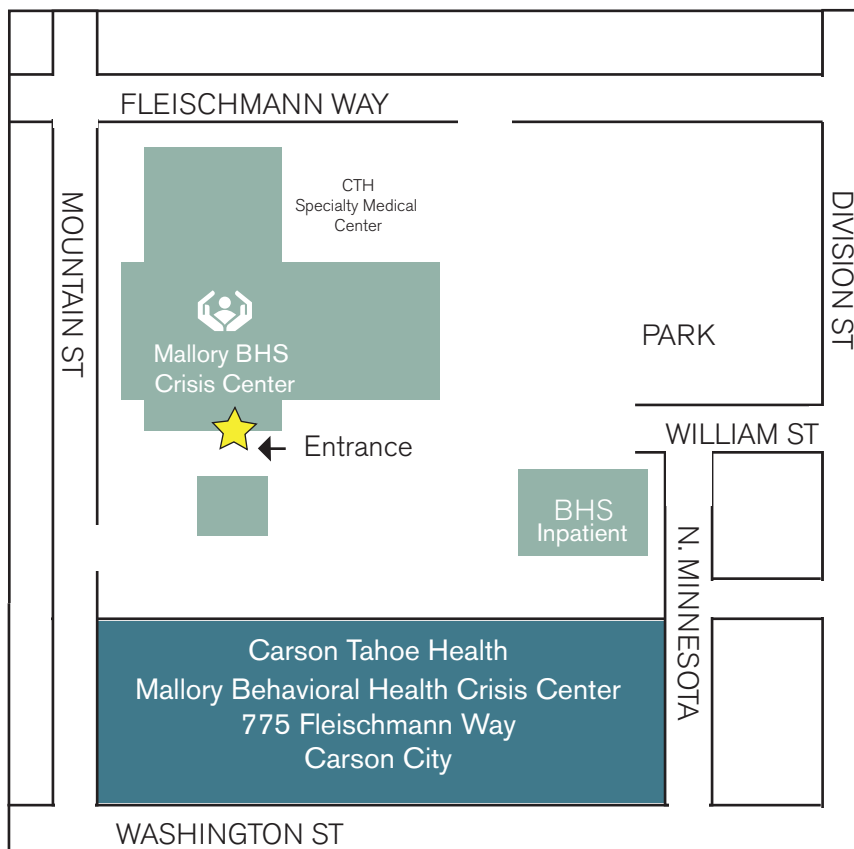 FLEISCHMANN WAY
CTH
Specialty Medical
Center
MOUNTAIN ST
DIVISION ST
PARK
Mallory BHS
Crisis Center
WILLIAM ST
Entrance
BHS
Inpatient
N. MINNESOTA
Carson Tahoe Health
Mallory Behavioral Health Crisis Center
775 Fleischmann Way
Carson City
WASHINGTON ST